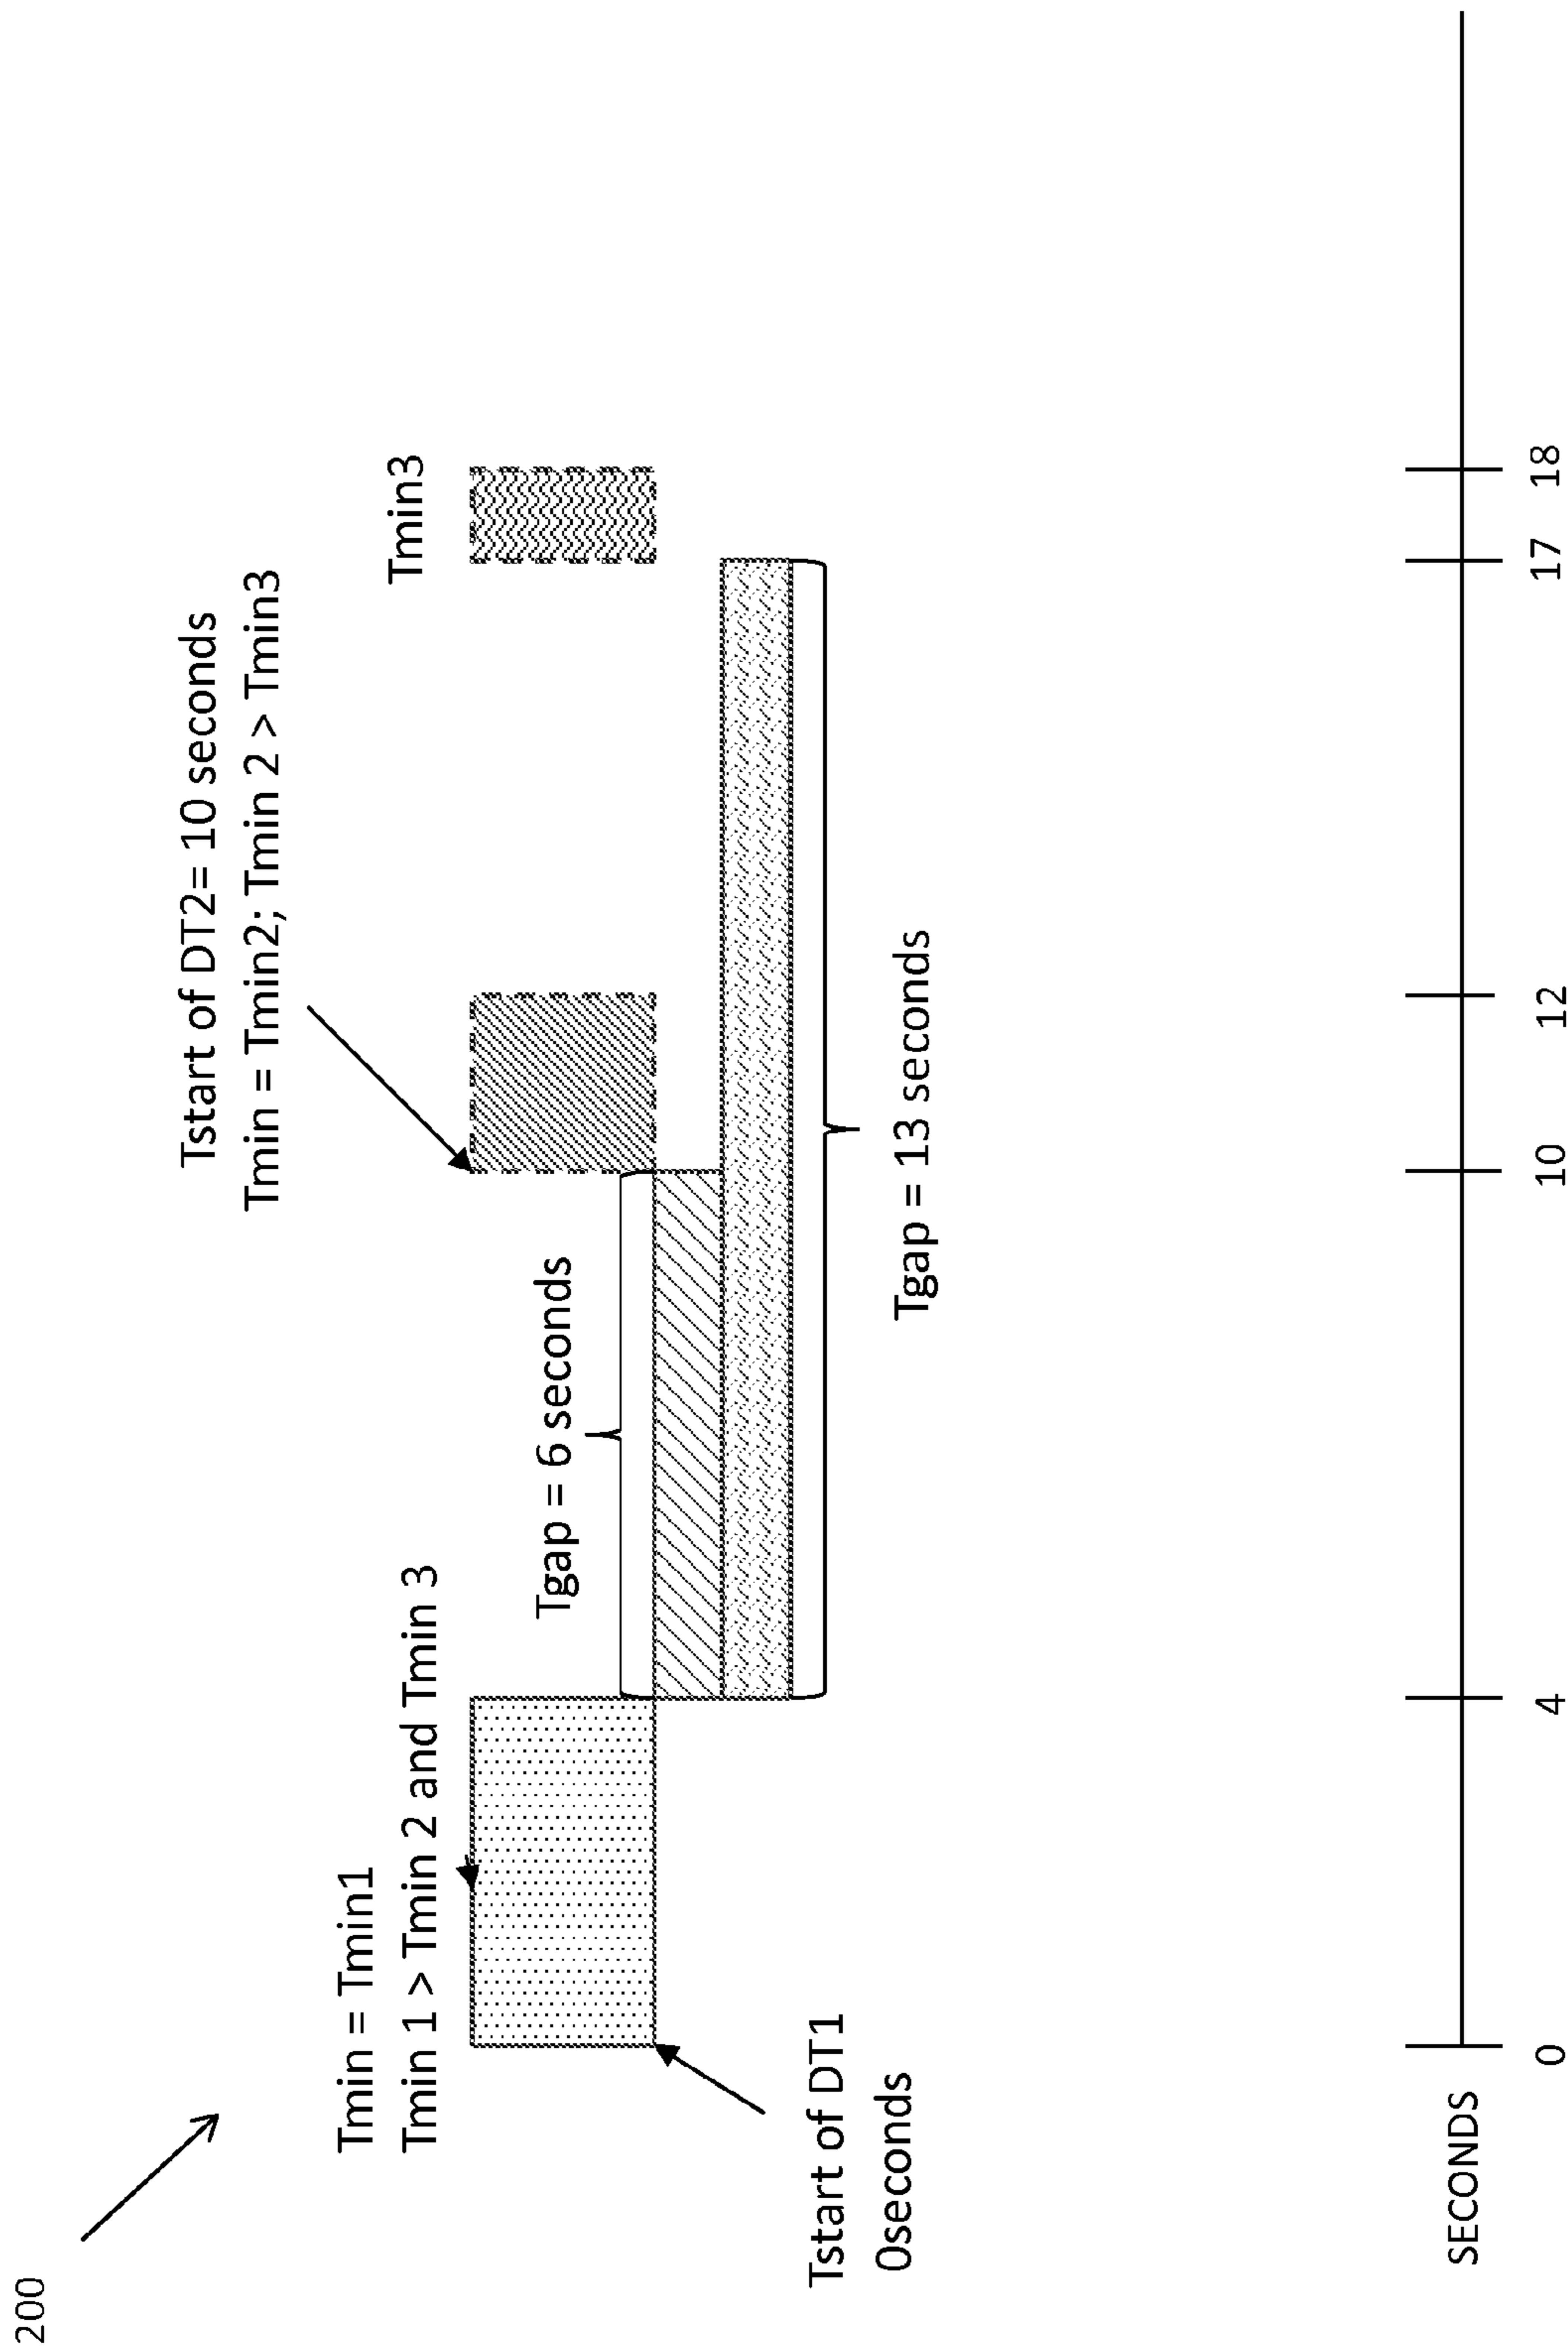 200
Tmin = Tmin1
Tmin 1 > Tmin 2 and Tmin 3
Tstart of DT2= 10 seconds
Tmin = Tmin2; Tmin 2 > Tmin3
Tmin3
Tgap = 6 seconds
Tstart of DT1
0seconds
Tgap = 13 seconds
SECONDS
0 4 10 12 17 18